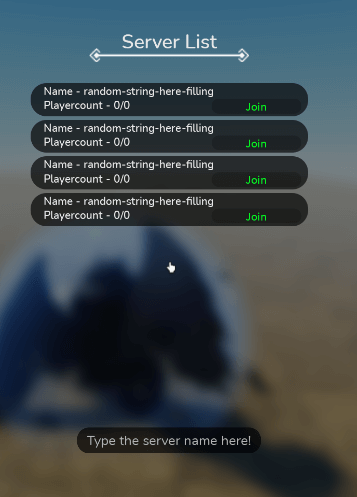 Server List
Name - random-string-here-filling
Playercount - 0/0
Join
Name - random-string-here-filling
Playercount - 0/0
Join
Name - random-string-here-filling
Playercount - 0/0
Join
Name - random-string-here-filling
Playercount - 0/0
Join
Type the server name here!